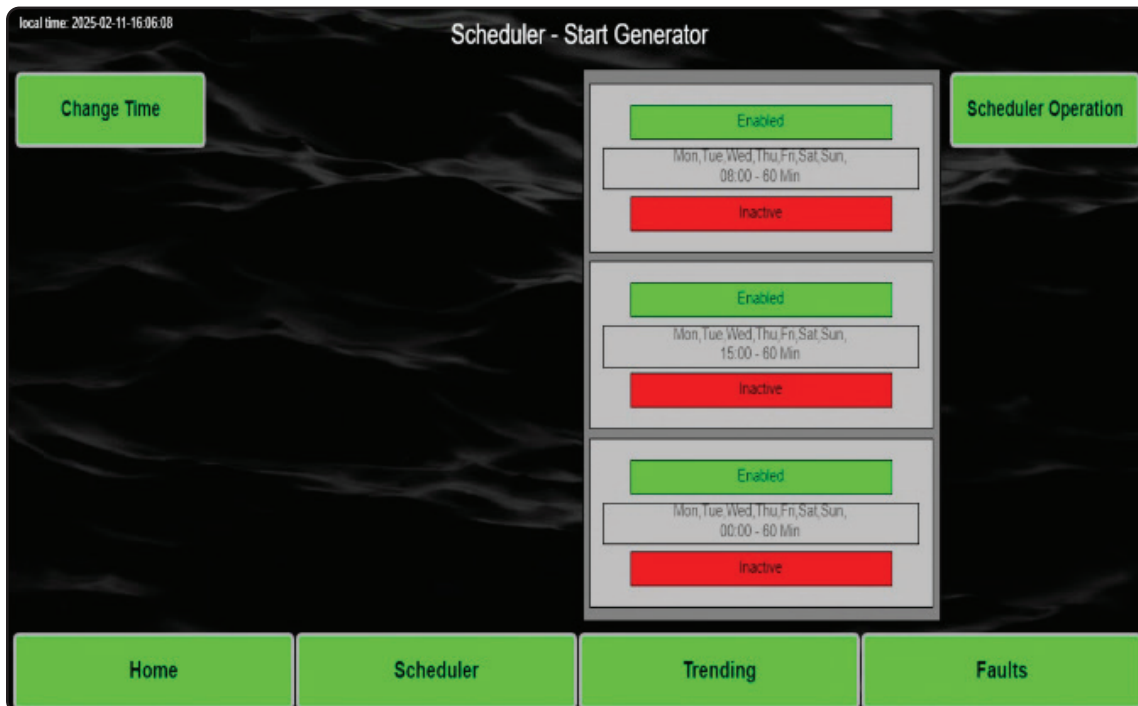 local time: 2025-02-11-16:06:08
Scheduler - Start Generator
Change Time
Scheduler Operation
Enabled
Mon,Tue,Wed,Thu,Fri,Sat,Sun,
08:00 - 60 Min
Inactive
Enabled
Mon,Tue,Wed,Thu,Fri,Sat,Sun,
15:00 - 60 Min
Inactive
Enabled
Mon,Tue,Wed,Thu,Fri,Sat,Sun,
00:00 - 60 Min
Inactive
Home
Scheduler
Trending
Faults